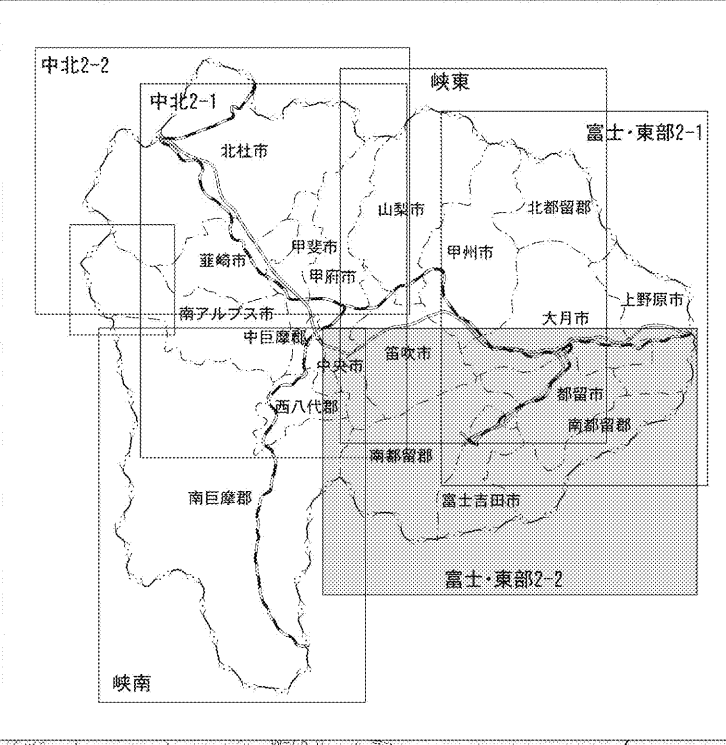 中北2-2
峡東
中北2-1
富士・東部2-1
北杜市
山梨市
北都留郡
甲斐市
甲州市
韮崎市
甲府市
上野原市
南アルプス市
大月市
中巨摩郡
笛吹市
中央市
都留市
西八代郡
南都留郡
南都留郡
南巨摩郡
富士吉田市
富士・東部2-2
峡南